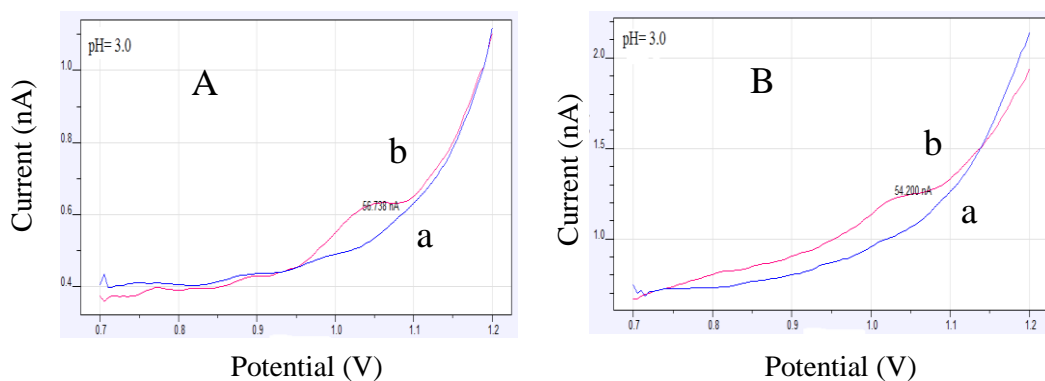 pH= 3.0
A
b
56.738 nA
a
1.0
0.8
0.6
0.4
0.7
0.8
0.9
1.0
1.1
1.2
Current (nA)
Potential (V)
pH= 3.0
B
b
54.200 nA
a
2.0
1.5
1.0
0.7
0.8
0.9
1.0
1.1
1.2
Current (nA)
Potential (V)